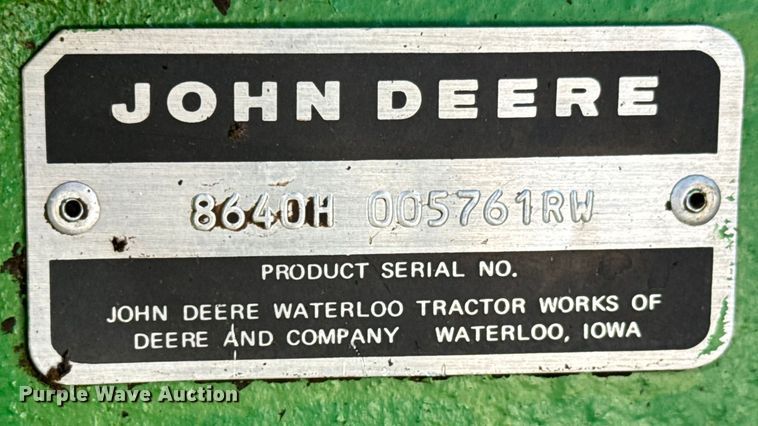 JOHN DEERE
8640H 005761RW
PRODUCT SERIAL NO.
JOHN DEERE WATERLOO TRACTOR WORKS OF
DEERE AND COMPANY WATERLOO, IOWA
Purple Wave Auction